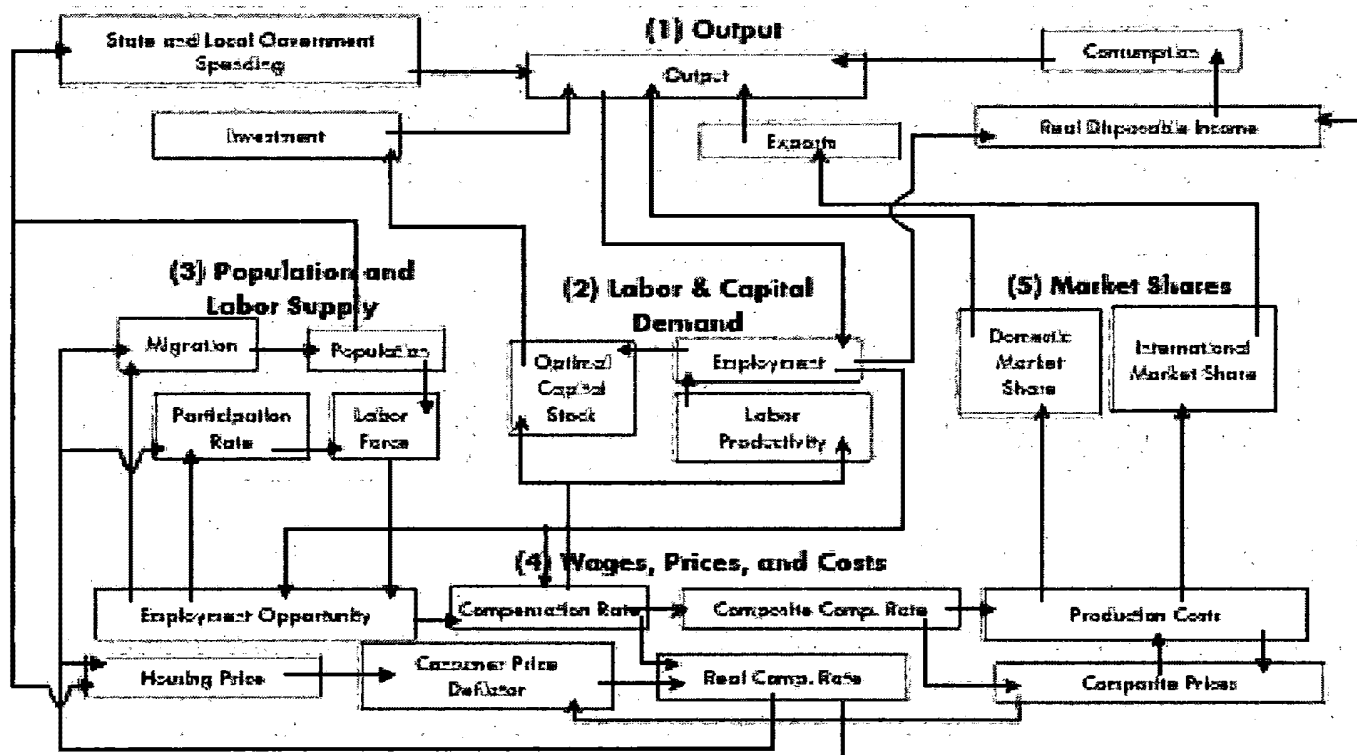 (1) Output
State and Local Government
Spending
Output
Consumption
Investment
Exports
Real Disposable Income
(3) Population and
Labor Supply
(2) Labor & Capital
Demand
(5) Market Shares
Migration
Population
Optimal
Capital
Stock
Employment
Domestic
Market
Share
International
Market Share
Participation
Rate
Labor
Force
Labor
Productivity
(4) Wages, Prices, and Costs
Employment Opportunity
Compensation Rate
Composite Comp. Rate
Production Costs
Housing Price
Consumer Price
Deflator
Real Comp. Rate
Composite Prices